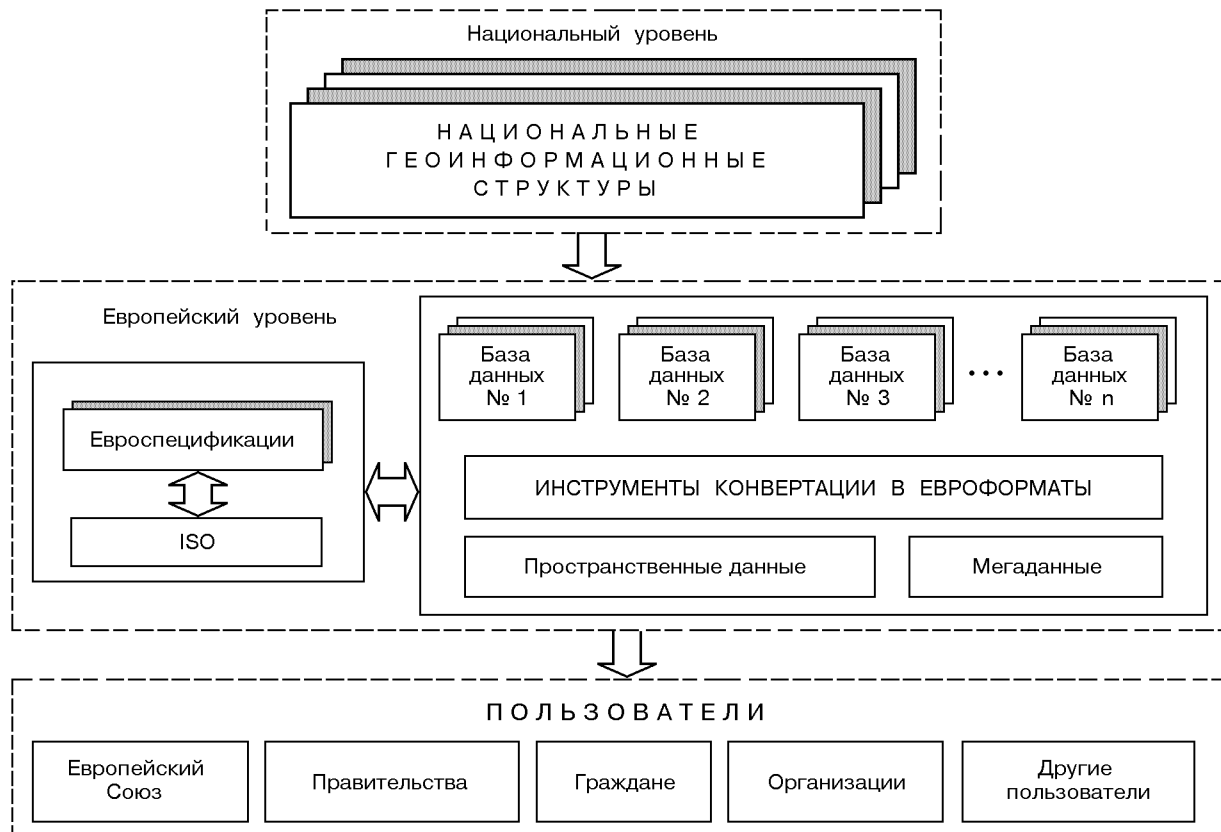 Национальный уровень
НАЦИОНАЛЬНЫЕ
ГЕОИНФОРМАЦИОННЫЕ
СТРУКТУРЫ
Европейский уровень
Евроспецификации
ISO
База
данных
№ 1
База
данных
№ 2
База
данных
№ 3
...
База
данных
№ n
ИНСТРУМЕНТЫ КОНВЕРТАЦИИ В ЕВРОФОРМАТЫ
Пространственные данные
Мегаданные
ПОЛЬЗОВАТЕЛИ
Европейский
Союз
Правительства
Граждане
Организации
Другие
пользователи